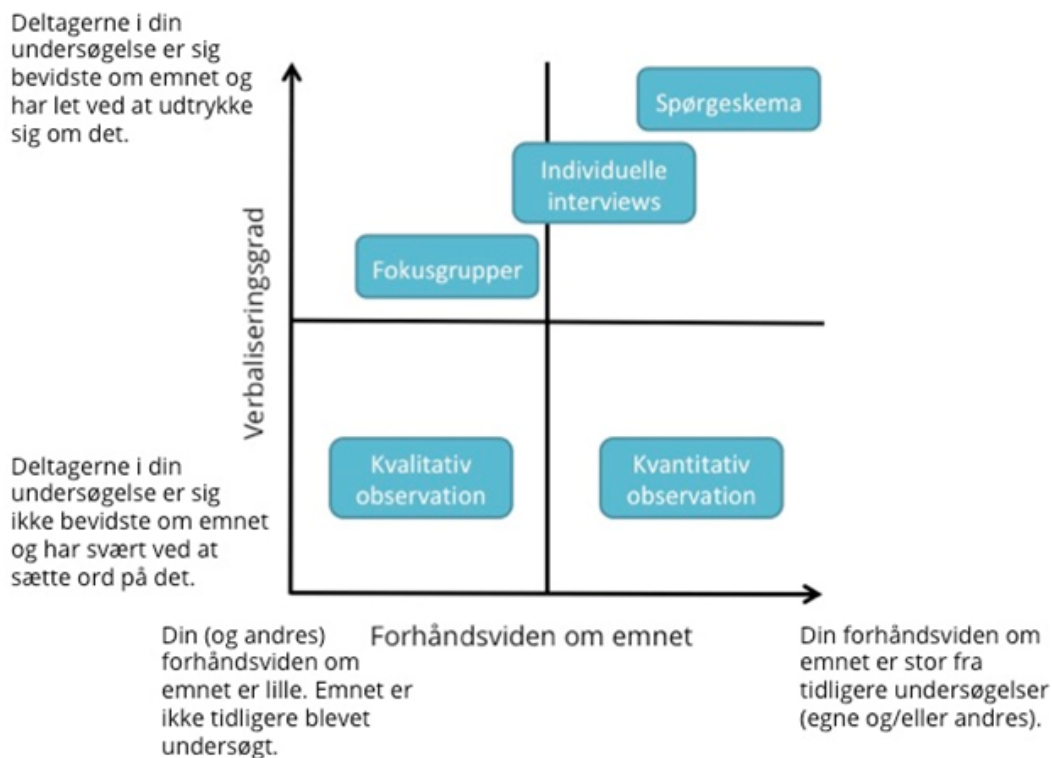 Deltagerne i din
undersøgelse er sig
bevidste om emnet og
har let ved at udtrykke
sig om det.
Spørgeskema
Individuelle
interviews
Fokusgrupper
Verbaliseringsgrad
Deltagerne i din
undersøgelse er sig
ikke bevidste om emnet
og har svært ved at
sætte ord på det.
Kvalitativ
observation
Kvantitativ
observation
Din (og andres)
forhåndsviden om
emnet er lille. Emnet er
ikke tidligere blevet
undersøgt.
Forhåndsviden om emnet
Din forhåndsviden om
emnet er stor fra
tidligere undersøgelser
(egne og/eller andres).